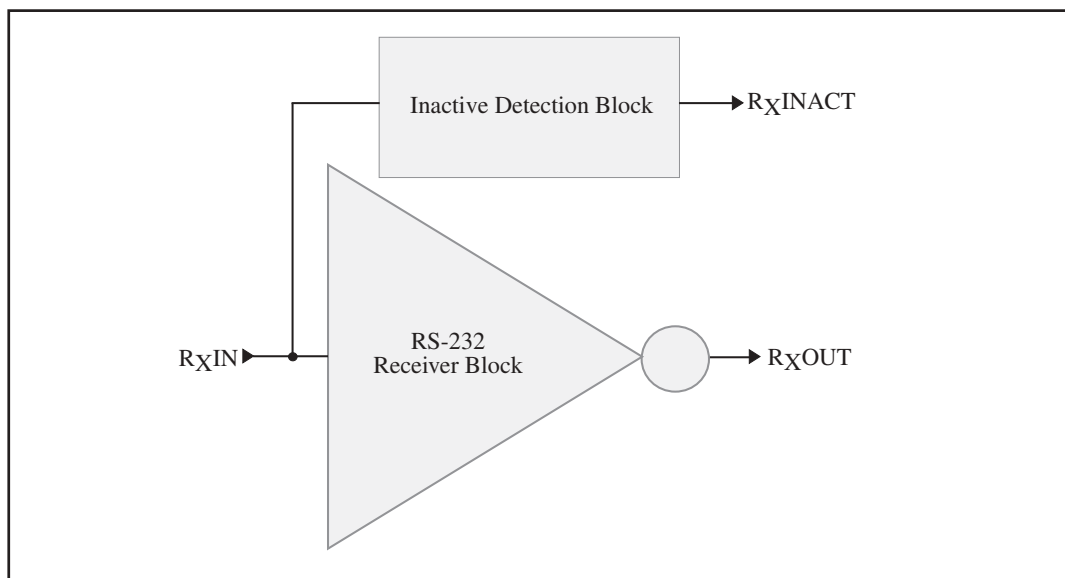 Inactive Detection Block
RXINACT
RS-232
Receiver Block
RXIN
RXOUT